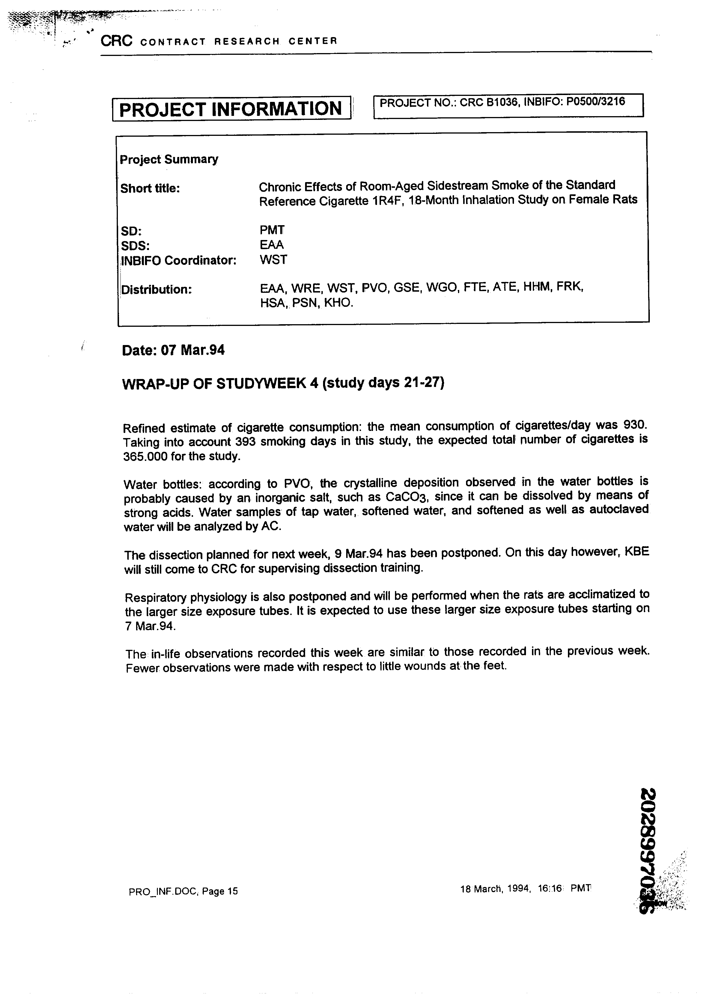 CRC CONTRACT RESEARCH CENTER
PROJECT INFORMATION
PROJECT NO.: CRC B1036, INBIFO: P0500/3216
Project Summary
Short title: Chronic Effects of Room-Aged Sidestream Smoke of the Standard
Reference Cigarette 1R4F, 18-Month Inhalation Study on Female Rats
SD: PMT
SDS: EAA
INBIFO Coordinator: WST
Distribution: EAA, WRE, WST, PVO, GSE, WGO, FTE, ATE, HHM, FRK,
HSA, PSN, KHO.
Date: 07 Mar.94
WRAP-UP OF STUDYWEEK 4 (study days 21-27)
Refined estimate of cigarette consumption: the mean consumption of cigarettes/day was 930.
Taking into account 393 smoking days in this study, the expected total number of cigarettes is
365.000 for the study.
Water bottles: according to PVO, the crystalline deposition observed in the water bottles is
probably caused by an inorganic salt, such as CaCO3, since it can be dissolved by means of
strong acids. Water samples of tap water, softened water, and softened as well as autoclaved
water will be analyzed by AC.
The dissection planned for next week, 9 Mar.94 has been postponed. On this day however, KBE
will still come to CRC for supervising dissection training.
Respiratory physiology is also postponed and will be performed when the rats are acclimatized to
the larger size exposure tubes. It is expected to use these larger size exposure tubes starting on
7 Mar.94.
The in-life observations recorded this week are similar to those recorded in the previous week.
Fewer observations were made with respect to little wounds at the feet.
PRO_INF.DOC, Page 15
18 March, 1994, 16:16 PMT
2028997036